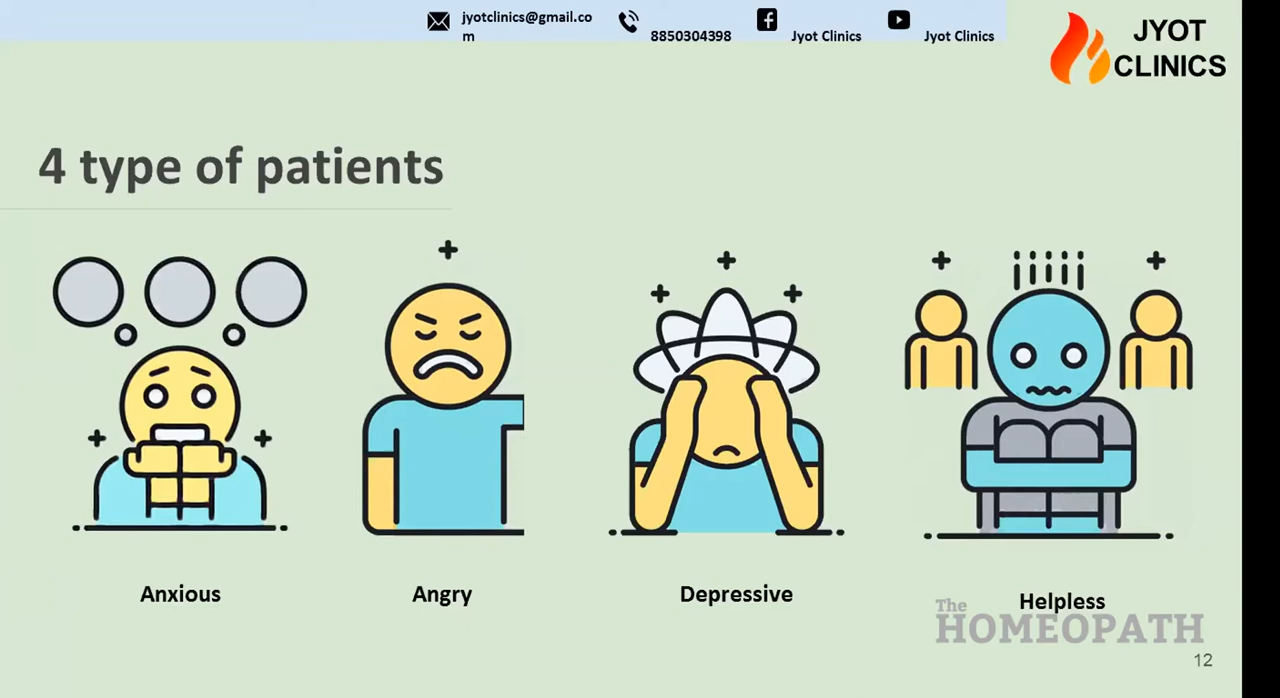 jyotclinics@gmail.co
m
8850304398
Jyot Clinics
Jyot Clinics
JYOT
CLINICS
4 type of patients
Anxious
Angry
Depressive
Helpless
The
HOMEOPATH
12